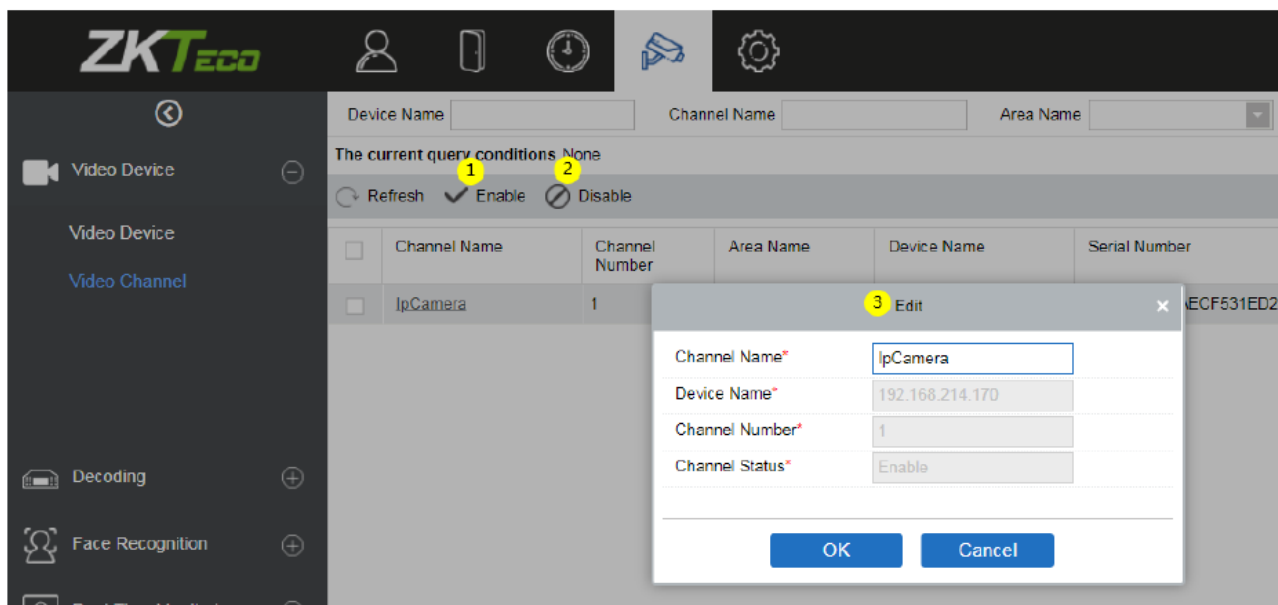 ZKTECO
Device Name Channel Name Area Name
The current query conditions None
1 2
Refresh Enable Disable
Video Device
Video Device
Video Channel
Decoding
Face Recognition
Channel Name Channel Number Area Name Device Name Serial Number
IpCamera 1 AECF531ED2
3 Edit
Channel Name* IpCamera
Device Name* 192.168.214.170
Channel Number* 1
Channel Status* Enable
OK Cancel